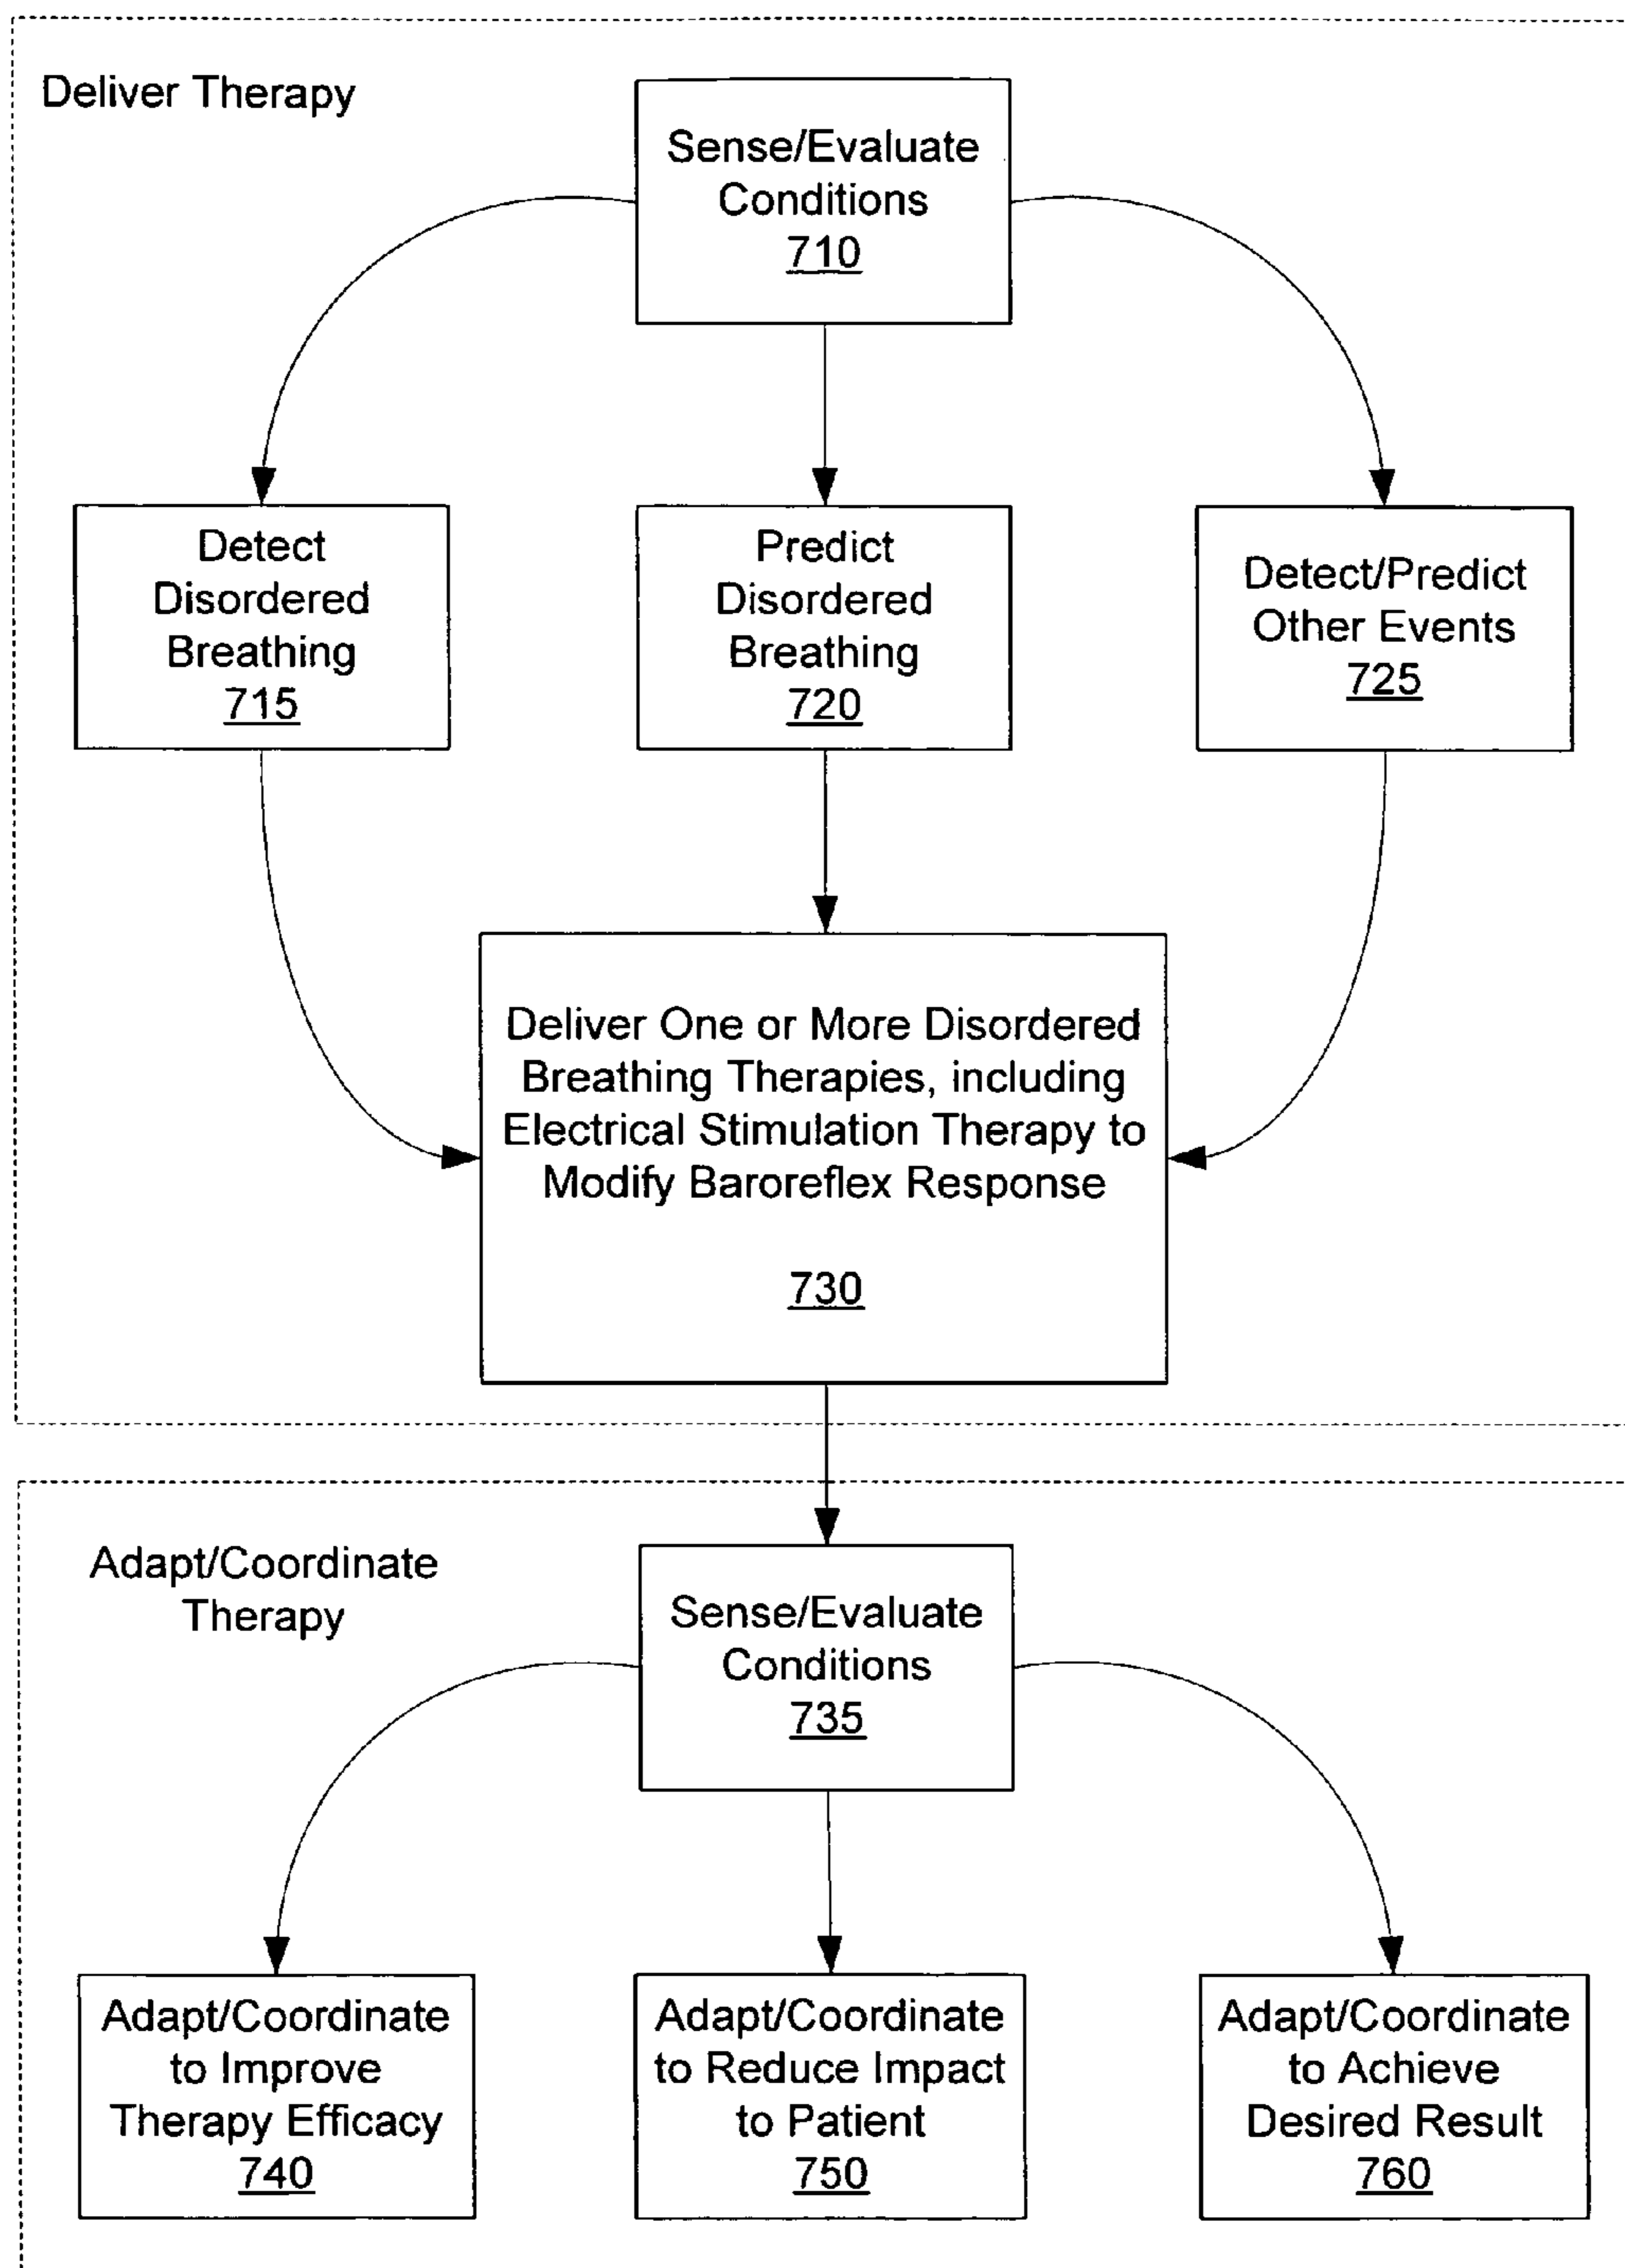 Deliver Therapy
Sense/Evaluate
Conditions
710
Detect
Disordered
Breathing
715
Predict
Disordered
Breathing
720
Detect/Predict
Other Events
725
Deliver One or More Disordered
Breathing Therapies, including
Electrical Stimulation Therapy to
Modify Baroreflex Response
730
Adapt/Coordinate
Therapy
Sense/Evaluate
Conditions
735
Adapt/Coordinate
to Improve
Therapy Efficacy
740
Adapt/Coordinate
to Reduce Impact
to Patient
750
Adapt/Coordinate
to Achieve
Desired Result
760